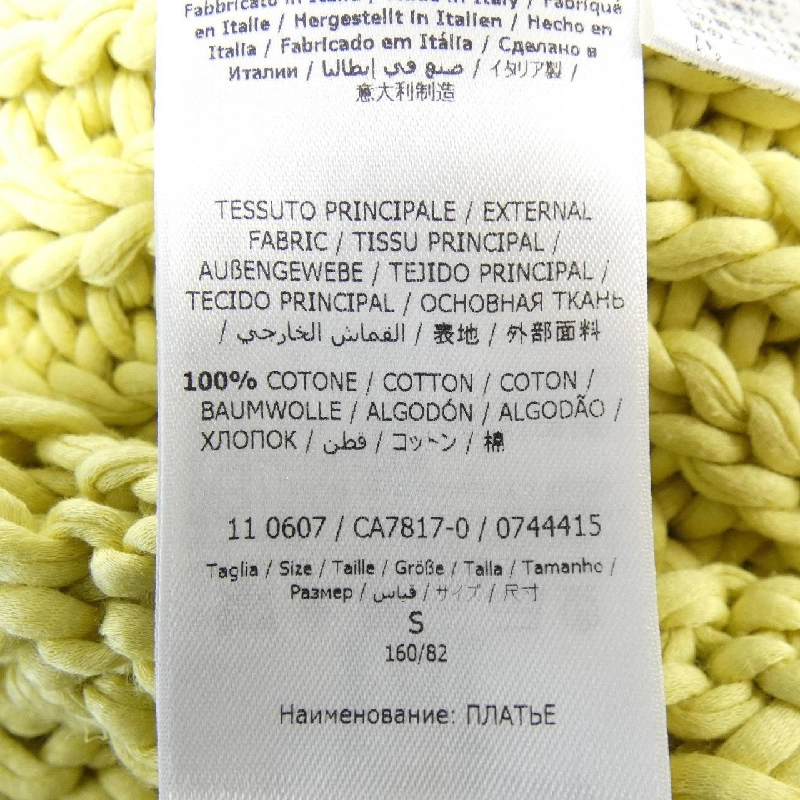 Fabbricato in Italia / Made in Italy / Fabriqué
en Italie / Hergestellt in Italien / Hecho en
Italia / Fabricado em Itália / Сделано в
Италии / صنع في إيطاليا / イタリア製 /
意大利制造
TESSUTO PRINCIPALE / EXTERNAL
FABRIC / TISSU PRINCIPAL /
AUßENGEWEBE / TEJIDO PRINCIPAL /
TECIDO PRINCIPAL / ОСНОВНАЯ ТКАНЬ
/ القماش الخارجي / 表地 / 外部面料
100% COTONE / COTTON / COTON /
BAUMWOLLE / ALGODÓN / ALGODÃO /
ХЛОПОК / قطن / コットン / 棉
11 0607 / CA7817-0 / 0744415
Taglia / Size / Taille / Größe / Talla / Tamanho /
Размер / قياس / サイズ / 尺寸
S
160/82
Наименование: ПЛАТЬЕ